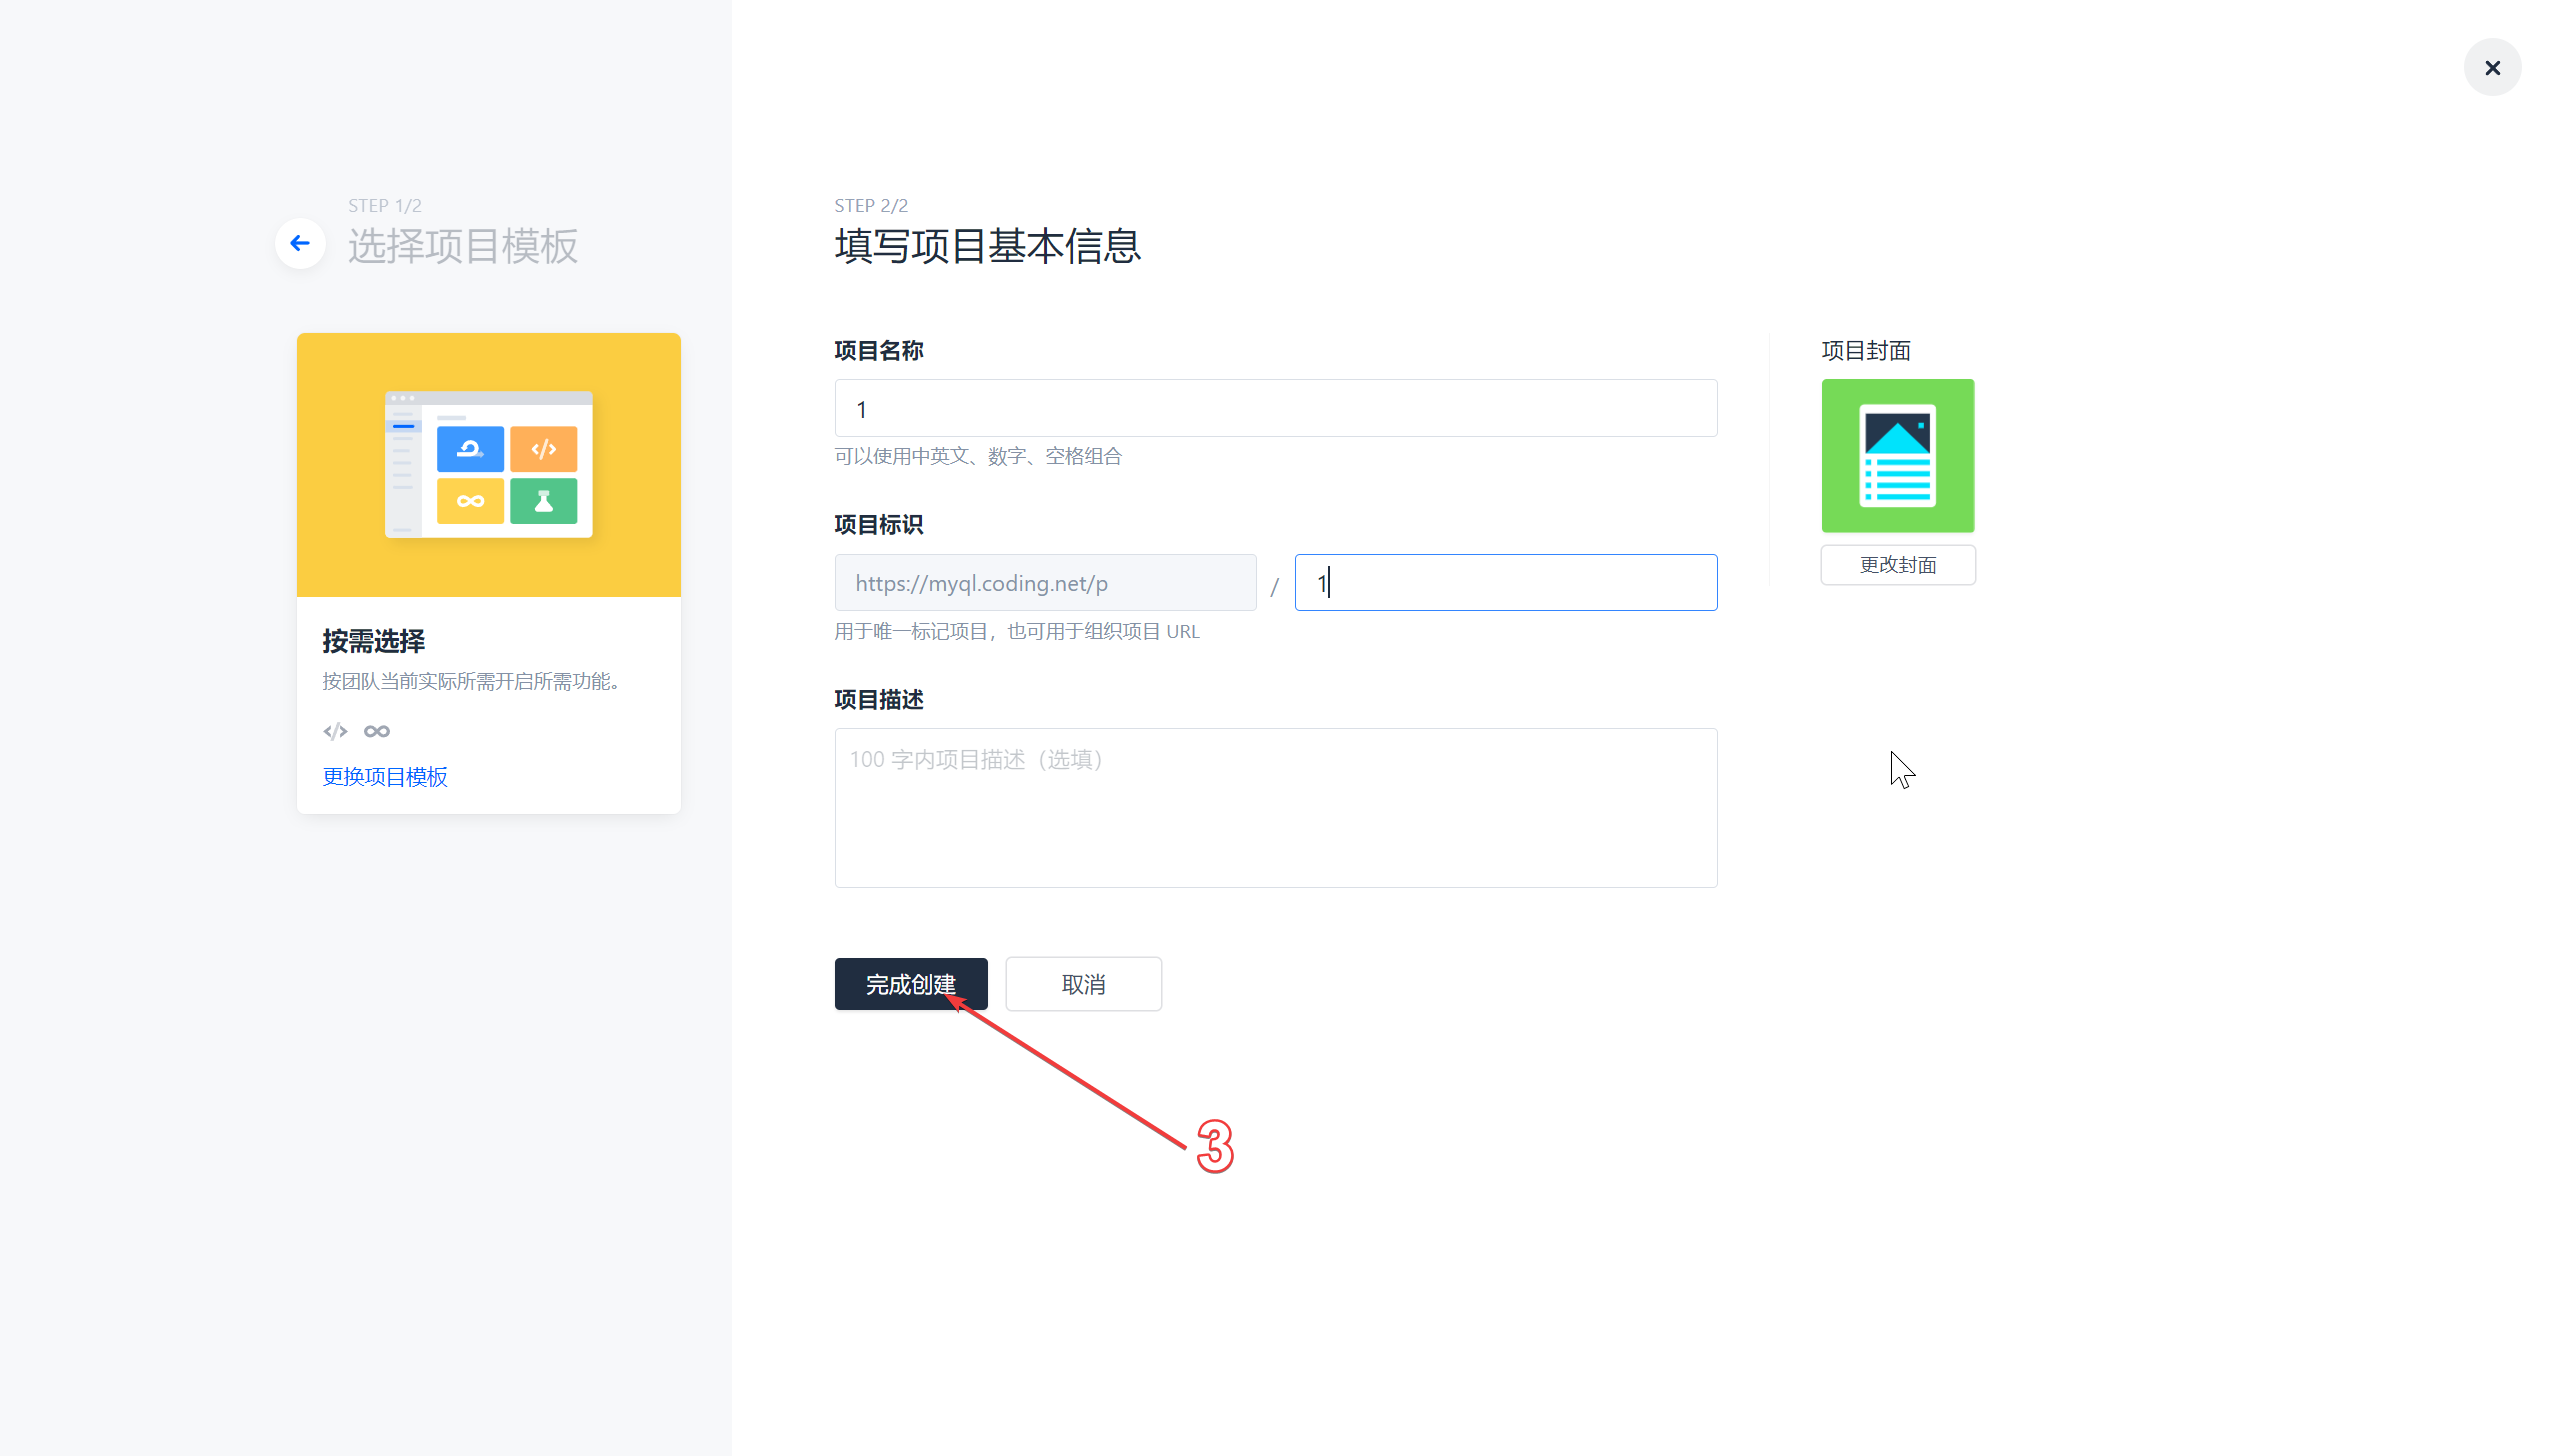 STEP 1/2
选择项目模板
按需选择
按团队当前实际所需开启所需功能。
更换项目模板
STEP 2/2
填写项目基本信息
项目名称
1
可以使用中英文、数字、空格组合
项目标识
https://myql.coding.net/p / 1
用于唯一标记项目，也可用于组织项目 URL
项目描述
100 字内项目描述（选填）
完成创建 取消
3
项目封面
更改封面